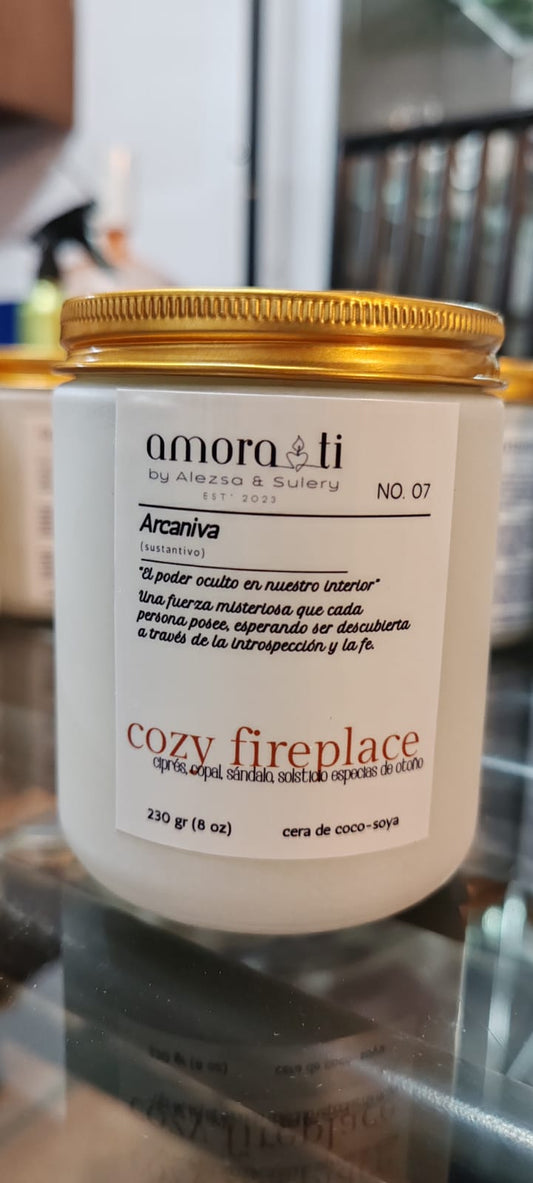 amora ti
by Alezsa & Sulery
EST' 2023
NO. 07
Arcaniva
(sustantivo)
"El poder oculto en nuestro interior"
Una fuerza misteriosa que cada
persona posee, esperando ser descubierta
a través de la introspección y la fe.
cozy fireplace
ciprés, copal, sándalo, solsticio especias de otoño
230 gr (8 oz)
cera de coco-soya